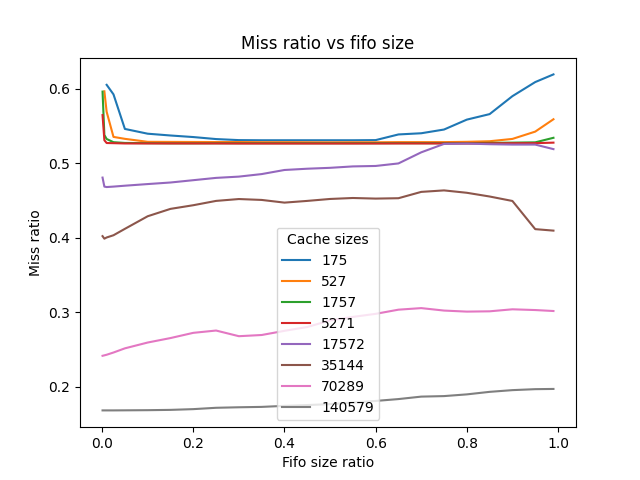 Miss ratio vs fifo size
Miss ratio
0.6
0.5
0.4
0.3
0.2
Cache sizes
175
527
1757
5271
17572
35144
70289
140579
0.0 0.2 0.4 0.6 0.8 1.0
Fifo size ratio